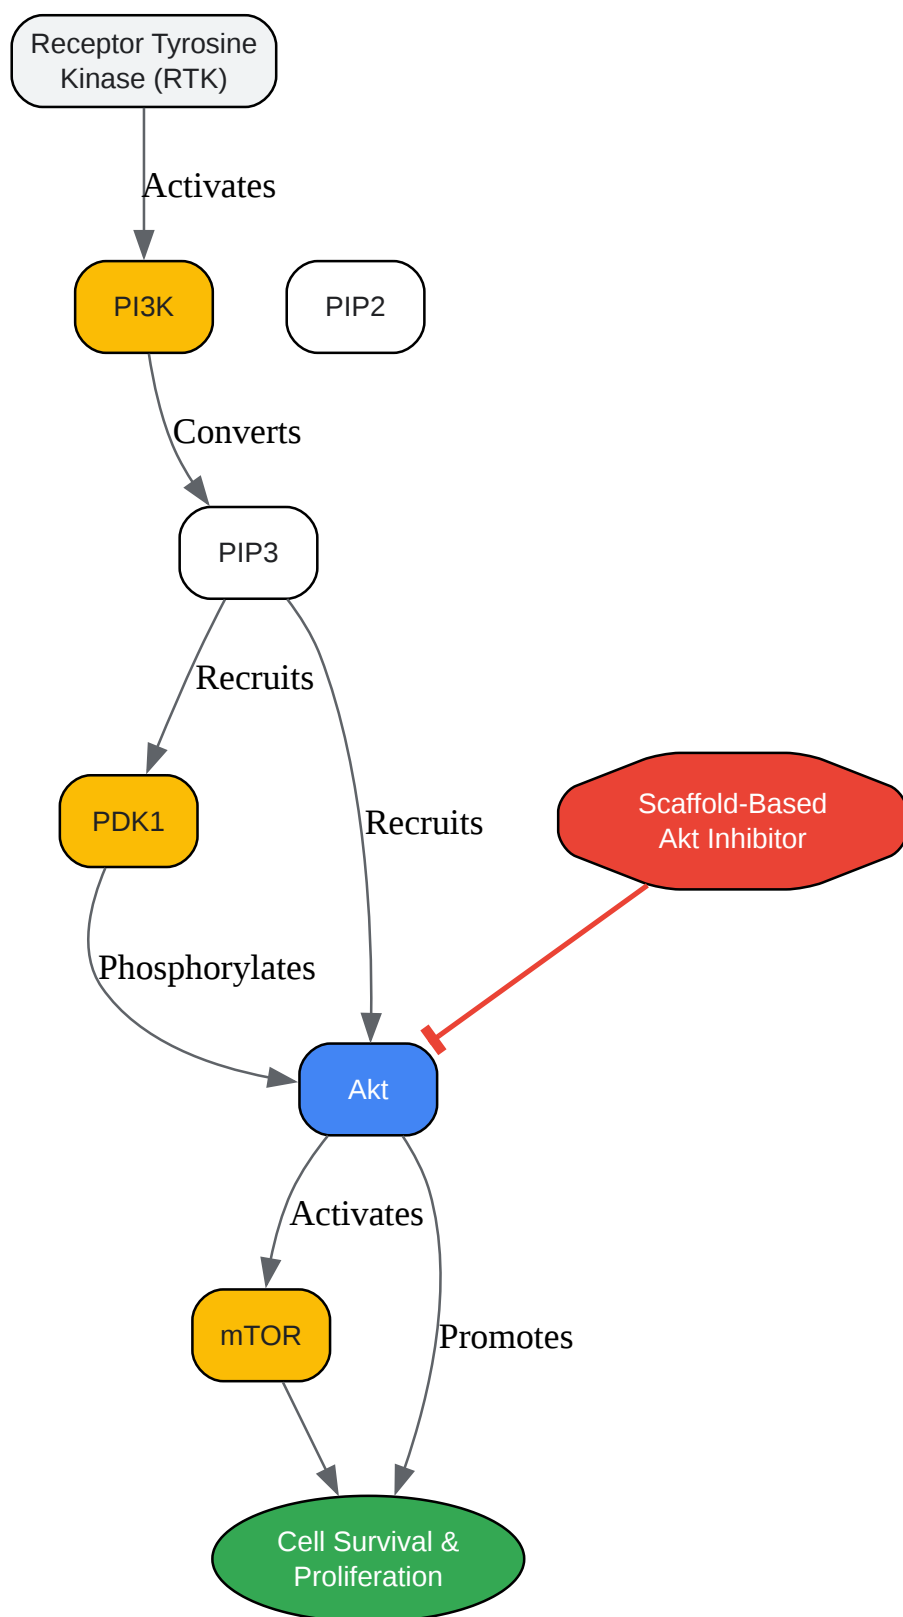 Receptor Tyrosine
Kinase (RTK)
Activates
PI3K
PIP2
Converts
PIP3
Recruits
PDK1
Recruits
Scaffold-Based
Akt Inhibitor
Phosphorylates
Akt
Activates
mTOR
Promotes
Cell Survival &
Proliferation